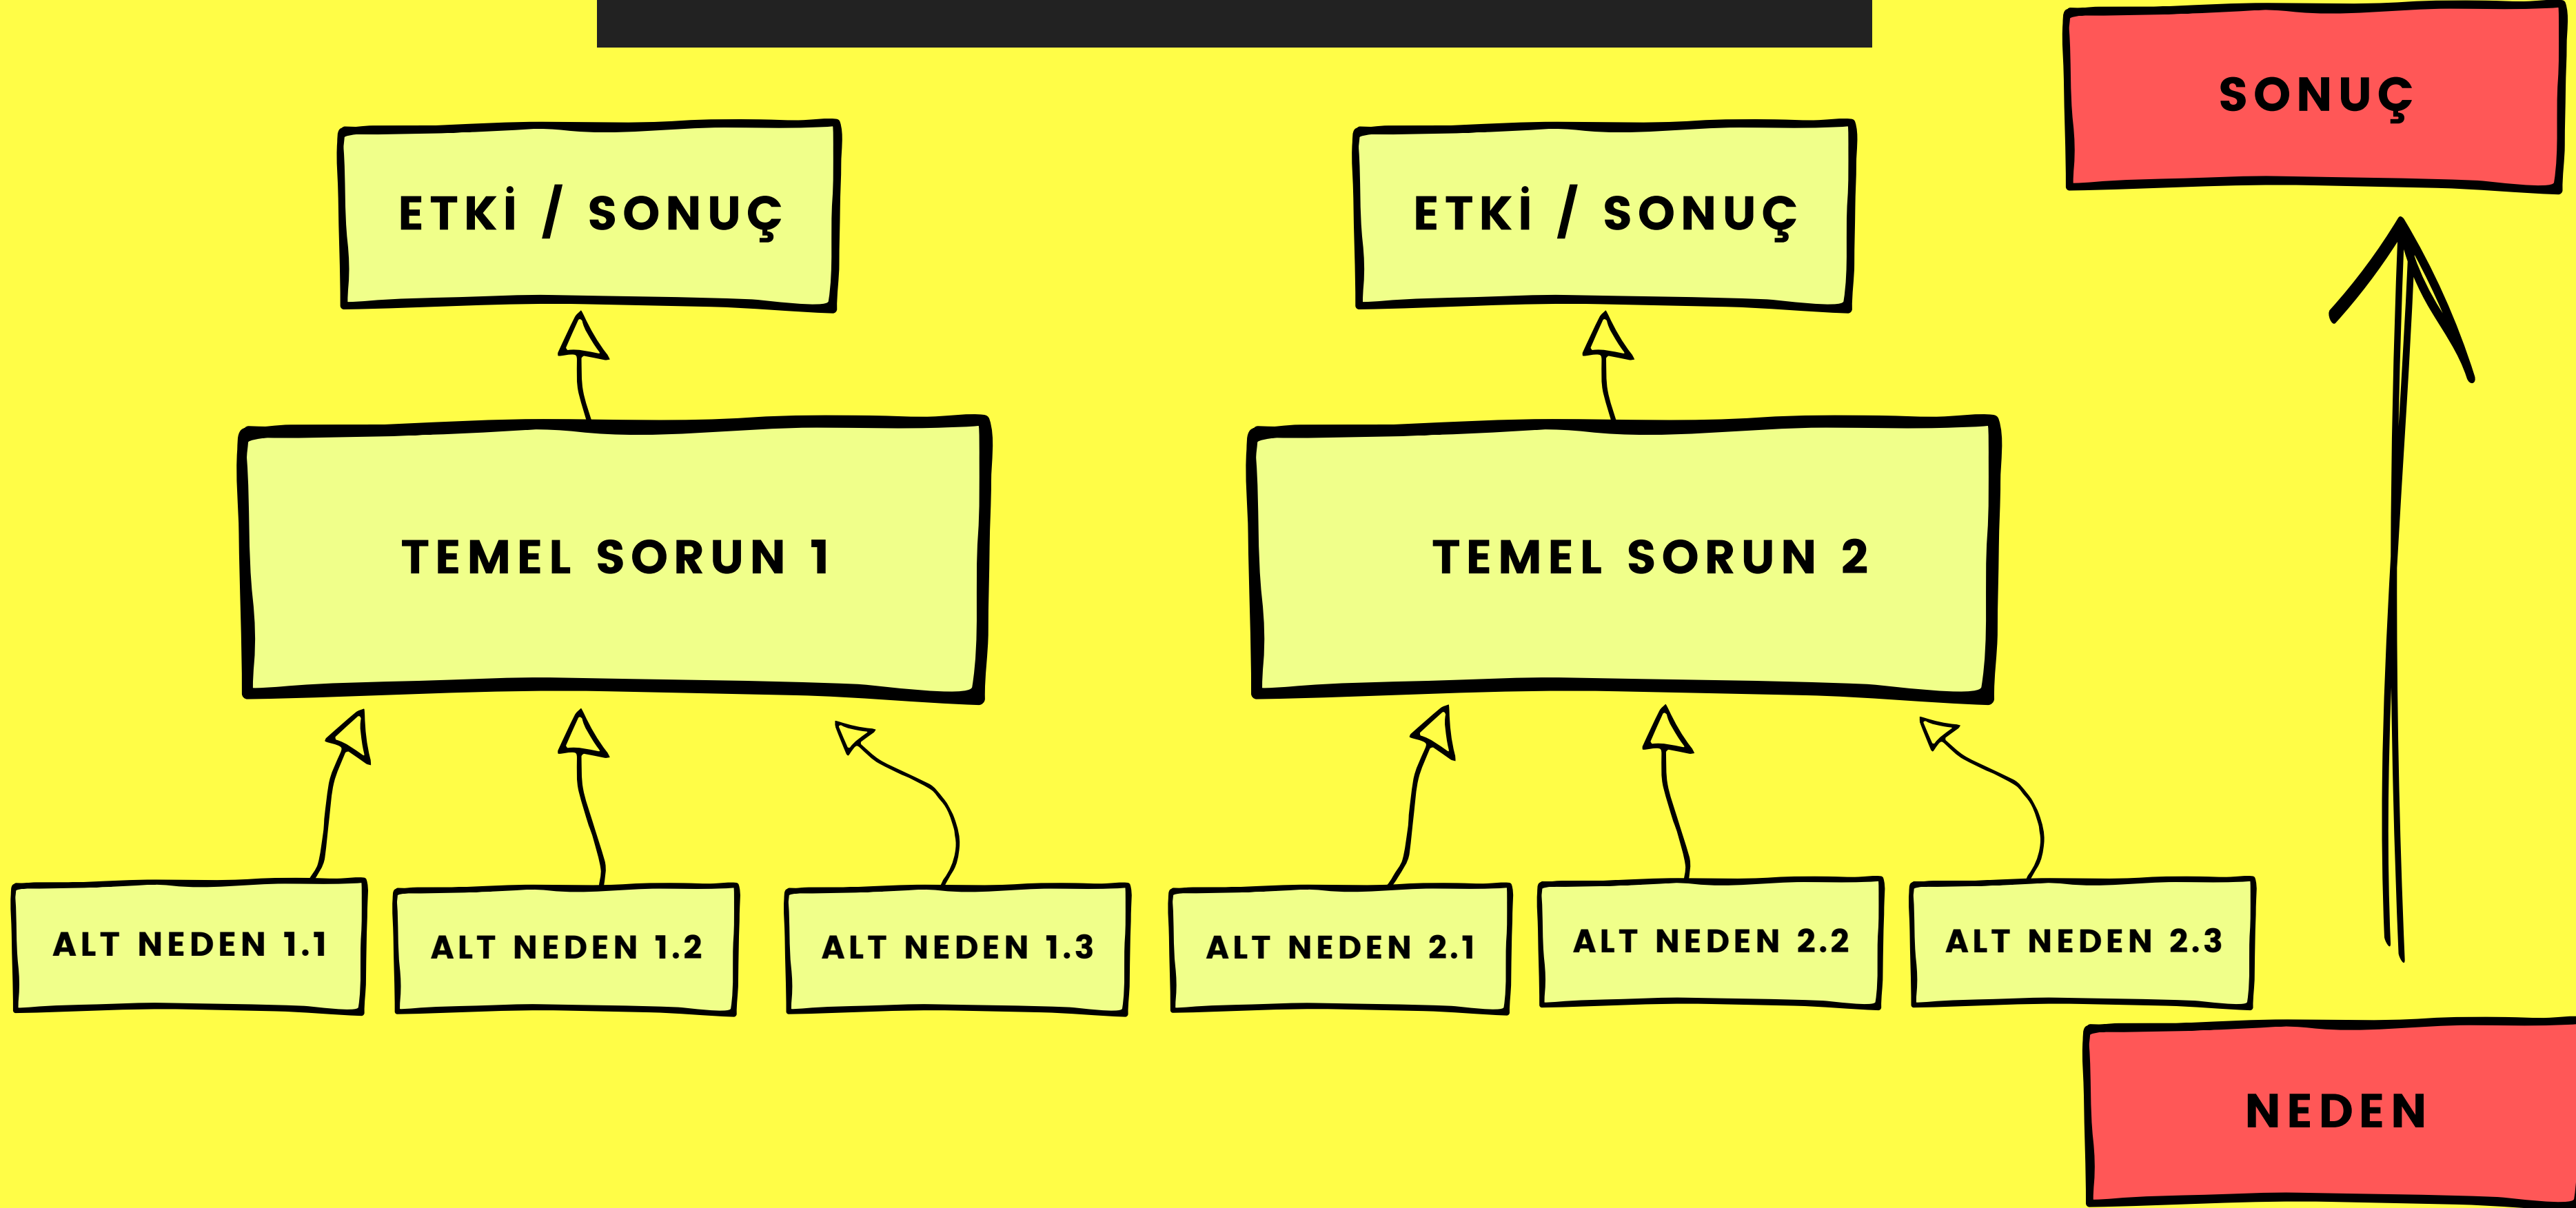 SONUÇ
ETKİ / SONUÇ
ETKİ / SONUÇ
TEMEL SORUN 1
TEMEL SORUN 2
ALT NEDEN 1.1
ALT NEDEN 1.2
ALT NEDEN 1.3
ALT NEDEN 2.1
ALT NEDEN 2.2
ALT NEDEN 2.3
NEDEN